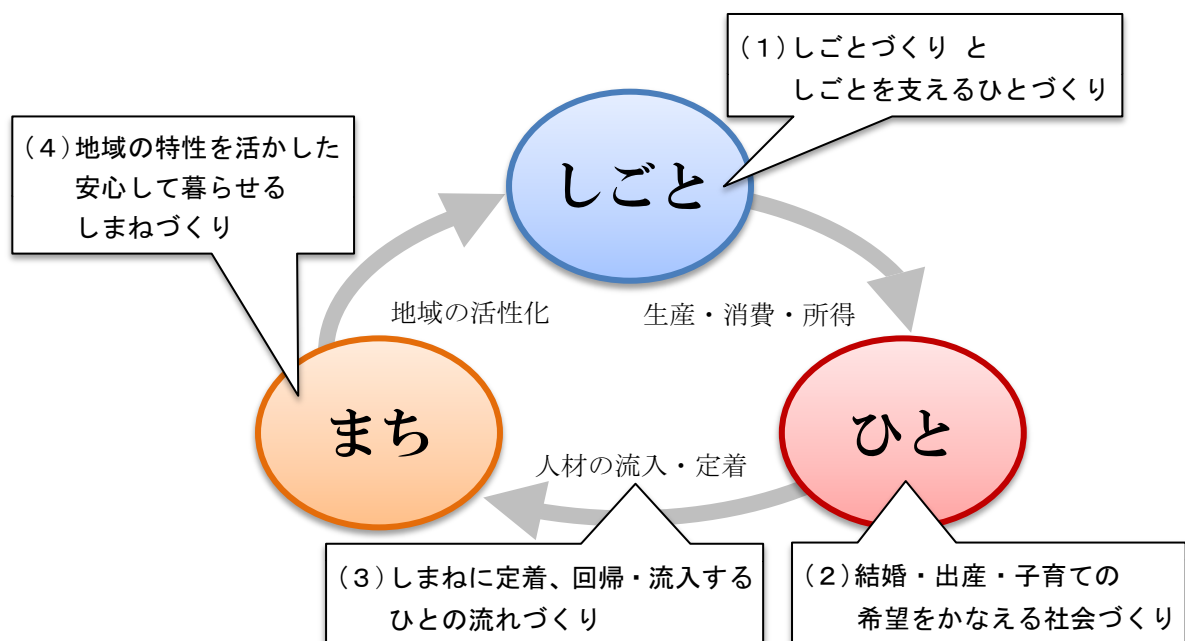 (1)しごとづくり と
しごとを支えるひとづくり
しごと
(4)地域の特性を活かした
安心して暮らせる
しまねづくり
地域の活性化
生産・消費・所得
まち
ひと
人材の流入・定着
(3)しまねに定着、回帰・流入する
ひとの流れづくり
(2)結婚・出産・子育ての
希望をかなえる社会づくり